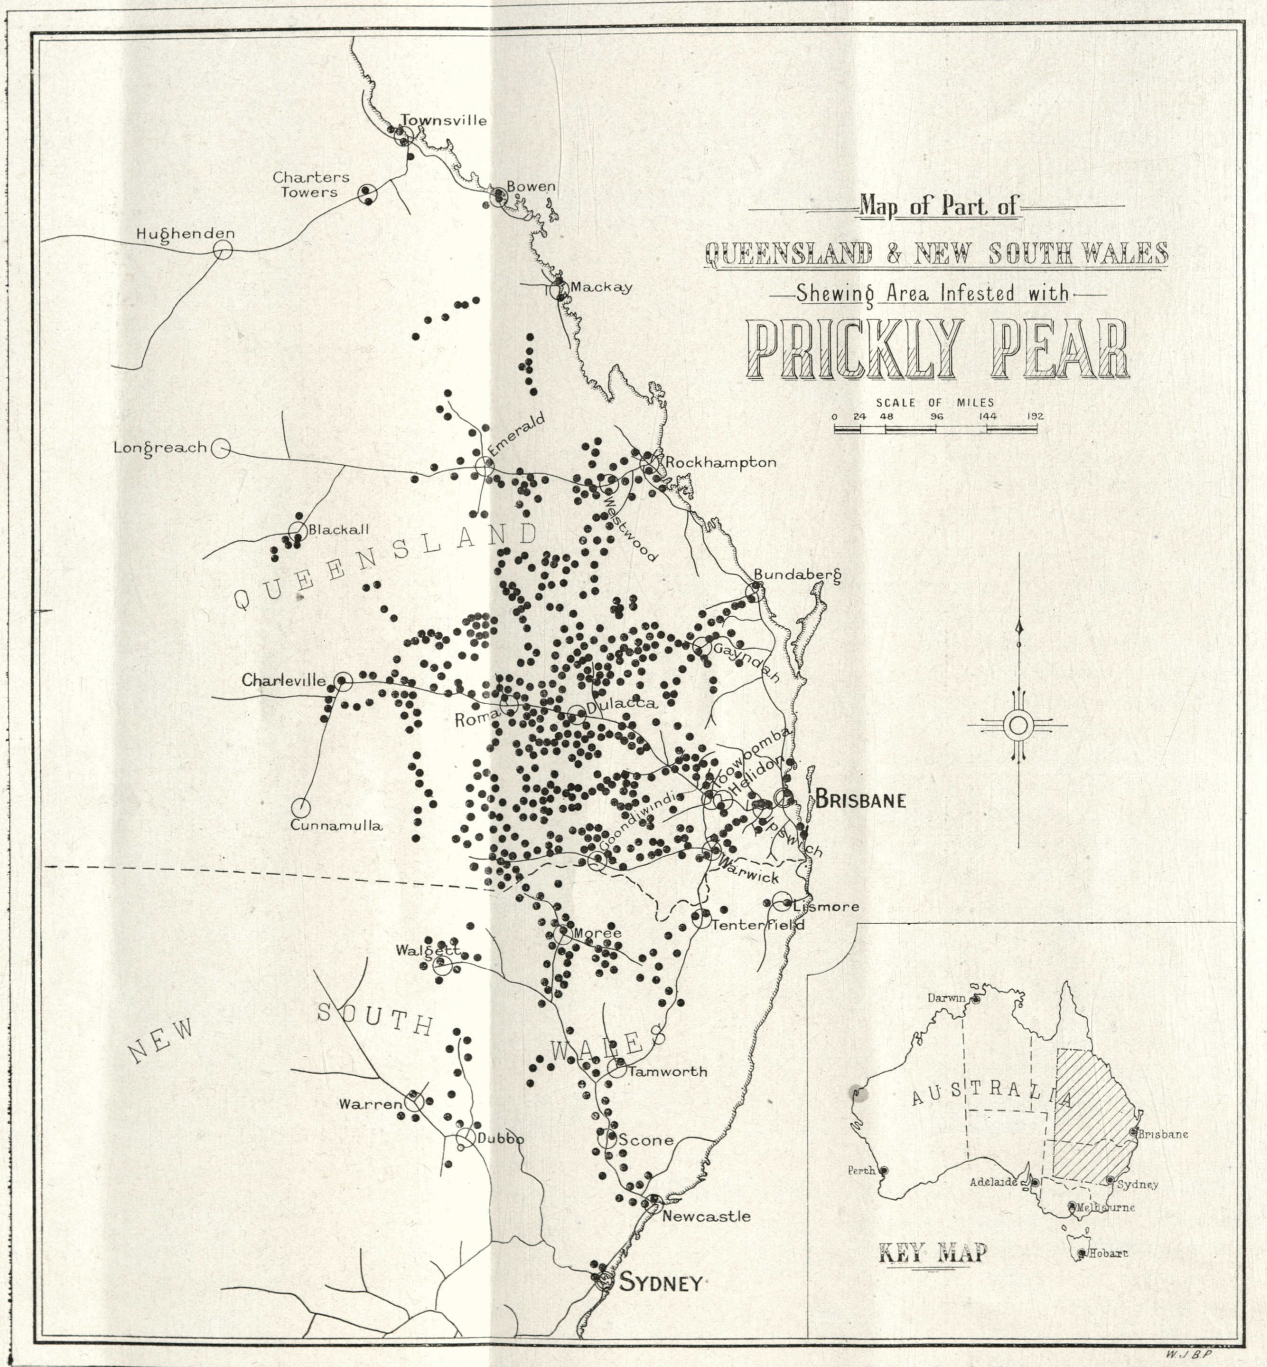 Map of Part of
QUEENSLAND & NEW SOUTH WALES
Shewing Area Infested with
PRICKLY PEAR
SCALE OF MILES
0 24 48 96 144 192
Townsville
Charters
Towers
Bowen
Hughenden
Mackay
Emerald
Longreach
Rockhampton
Westwood
Blackall
QUEENSLAND
Bundaberg
Gayndah
Charleville
Roma
Dulacca
Toowoomba
Helidon
BRISBANE
Goondiwindi
Ipswich
Cunnamulla
Warwick
Lismore
Tenterfield
Moree
Walgett
NEW SOUTH WALES
Tamworth
Warren
Dubbo
Scone
Newcastle
SYDNEY
Darwin
AUSTRALIA
Brisbane
Perth
Adelaide
Sydney
Melbourne
Hobart
KEY MAP
W.J.B.P